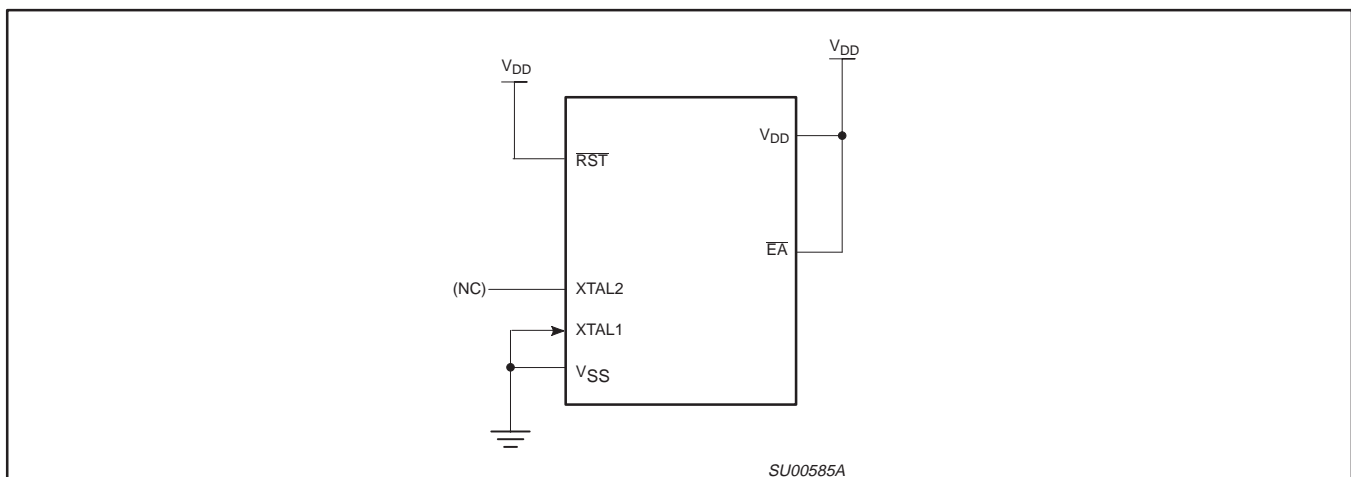 VDD
VDD
VDD
RST
EA
(NC)
XTAL2
XTAL1
VSS
SU00585A